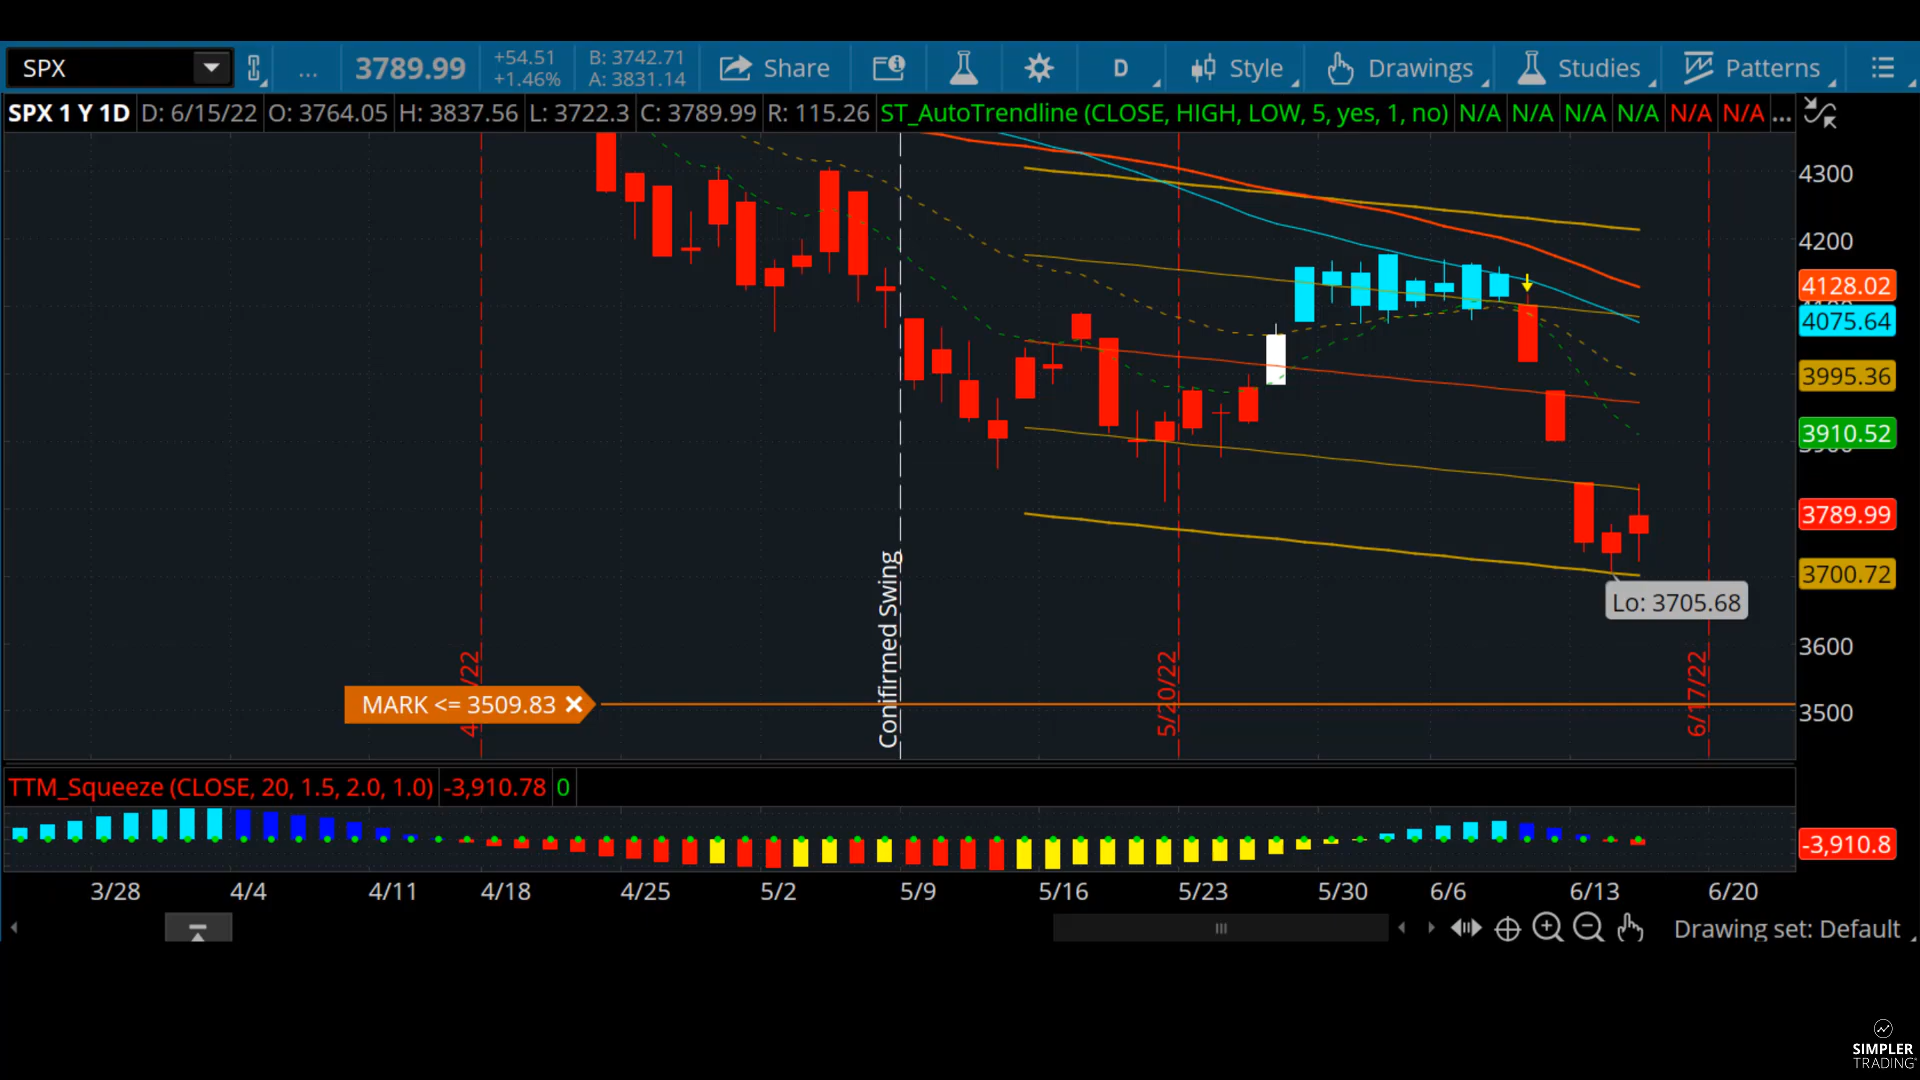 SPX
...
3789.99
+54.51
+1.46%
B: 3742.71
A: 3831.14
Share
D
Style
Drawings
Studies
Patterns
SPX 1 Y 1D D: 6/15/22 O: 3764.05 H: 3837.56 L: 3722.3 C: 3789.99 R: 115.26 ST_AutoTrendline (CLOSE, HIGH, LOW, 5, yes, 1, no) N/A N/A N/A N/A N/A N/A ...
4300
4200
4128.02
4075.64
3995.36
3910.52
3789.99
3700.72
3600
3500
Lo: 3705.68
MARK <= 3509.83
Conifirmed Swing
5/20/22
6/17/22
TTM_Squeeze (CLOSE, 20, 1.5, 2.0, 1.0) -3,910.78 0
-3,910.8
3/28 4/4 4/11 4/18 4/25 5/2 5/9 5/16 5/23 5/30 6/6 6/13 6/20
Drawing set: Default
SIMPLER
TRADING